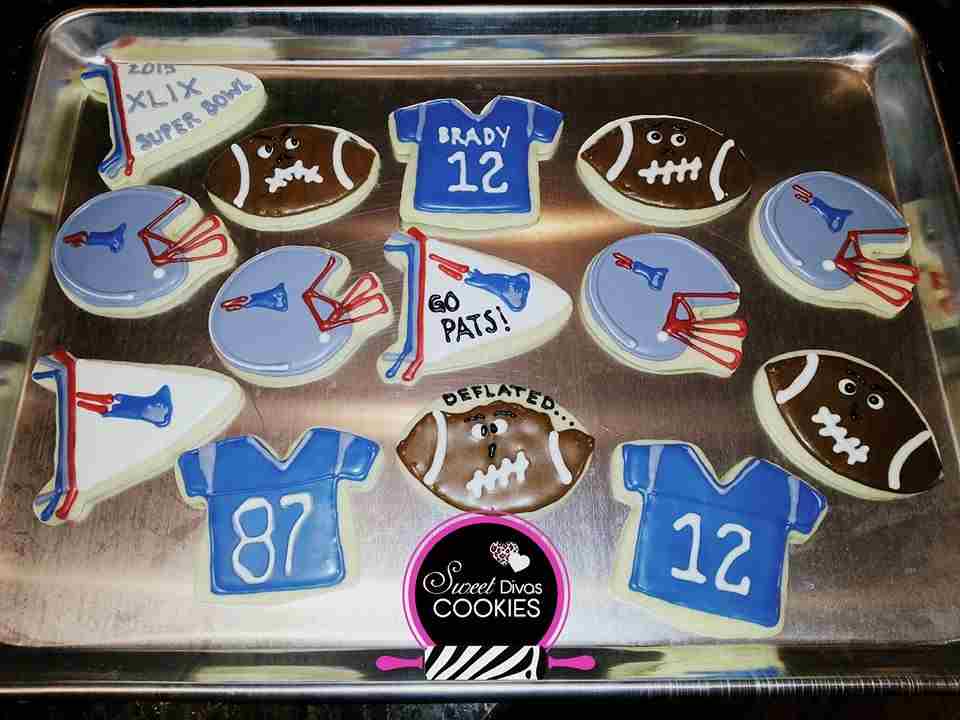 2015
XLIX
SUPER BOWL
BRADY
12
GO
PATS!
DEFLATED...
87
12
Sweet Divas
COOKIES